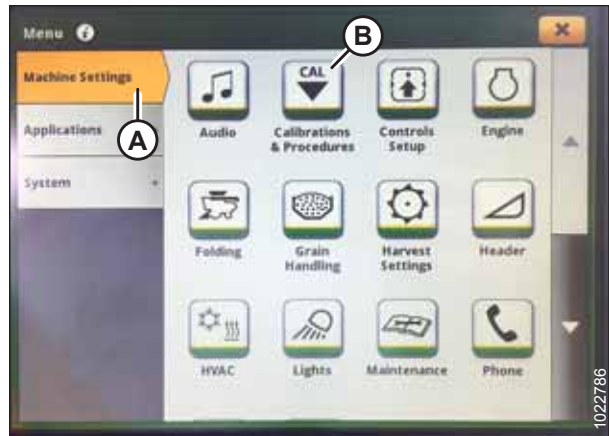 Menu i
B
Machine Settings
A
Applications
System +
CAL
Audio
Calibrations
& Procedures
Controls
Setup
Engine
Folding
Grain
Handling
Harvest
Settings
Header
HVAC
Lights
Maintenance
Phone
1022786